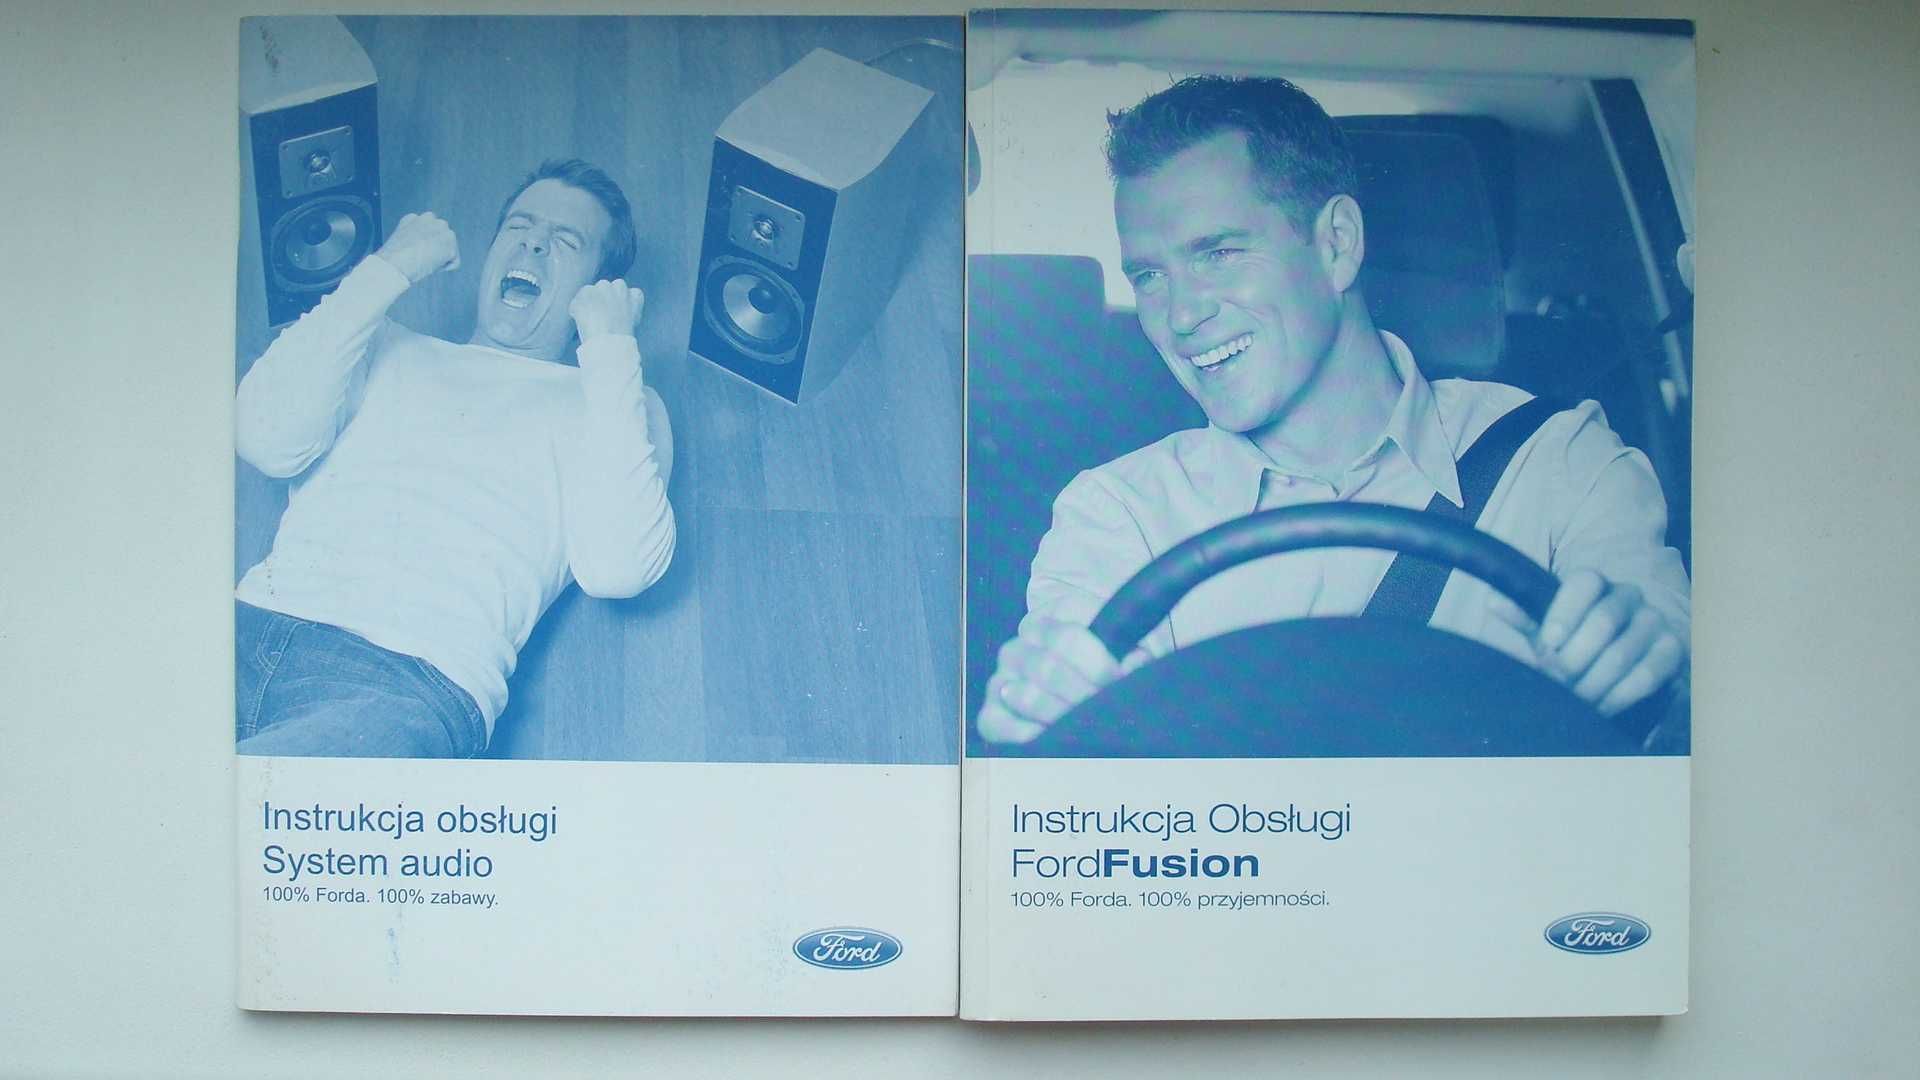 Instrukcja obsługi
System audio
100% Forda. 100% zabawy.
Ford
Instrukcja Obsługi
FordFusion
100% Forda. 100% przyjemności.
Ford